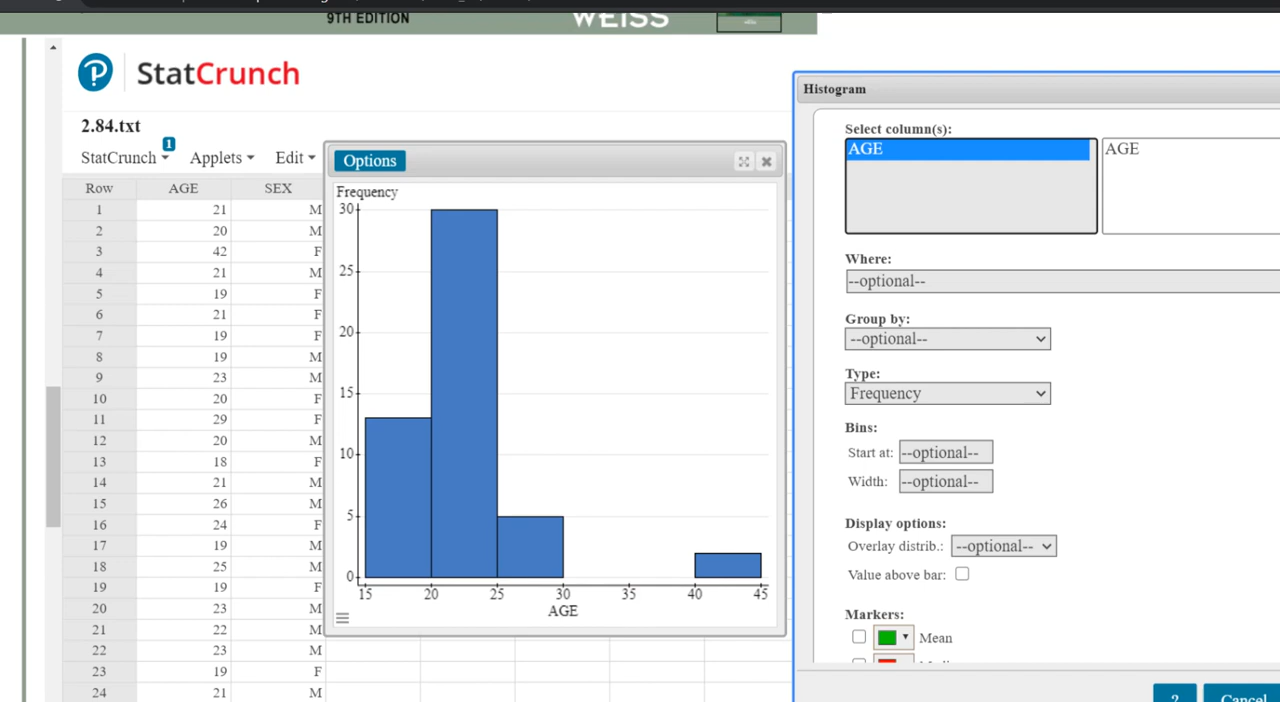 9TH EDITION
WEISS
StatCrunch
2.84.txt
1
StatCrunch Applets Edit
Row AGE SEX
1 21 M
2 20 M
3 42 F
4 21 M
5 19 F
6 21 F
7 19 F
8 19 M
9 23 M
10 20 F
11 29 F
12 20 M
13 18 F
14 21 M
15 26 M
16 24 F
17 19 M
18 25 M
19 19 F
20 23 M
21 22 M
22 23 M
23 19 F
24 21 M
Options
Frequency
30
25
20
15
10
5
0
15 20 25 30 35 40 45
AGE
Histogram
Select column(s):
AGE AGE
Where:
--optional--
Group by:
--optional--
Type:
Frequency
Bins:
Start at: --optional--
Width: --optional--
Display options:
Overlay distrib.: --optional--
Value above bar:
Markers:
Mean
? Cancel